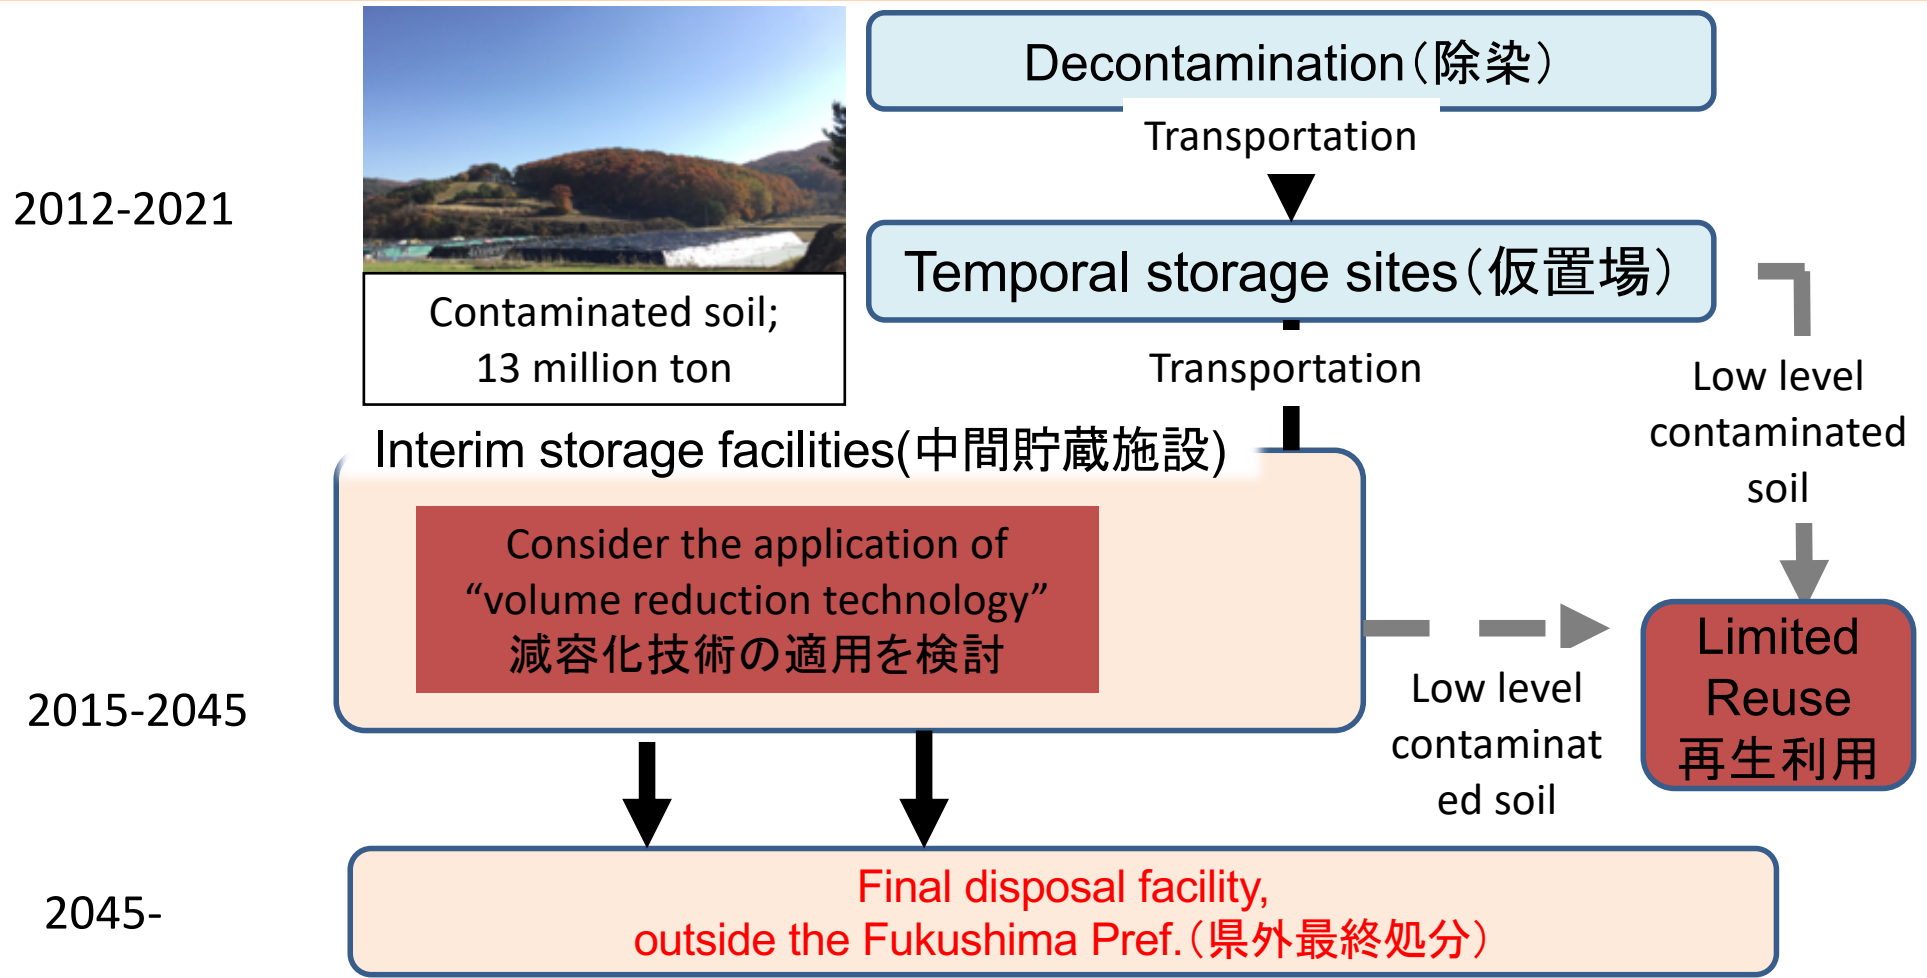 Decontamination（除染）
Transportation
2012-2021
Temporal storage sites（仮置場）
Contaminated soil;
13 million ton
Transportation
Low level
contaminated
soil
Interim storage facilities(中間貯蔵施設)
Consider the application of
“volume reduction technology”
減容化技術の適用を検討
2015-2045
Low level
contaminat
ed soil
Limited
Reuse
再生利用
2045-
Final disposal facility,
outside the Fukushima Pref.（県外最終処分）